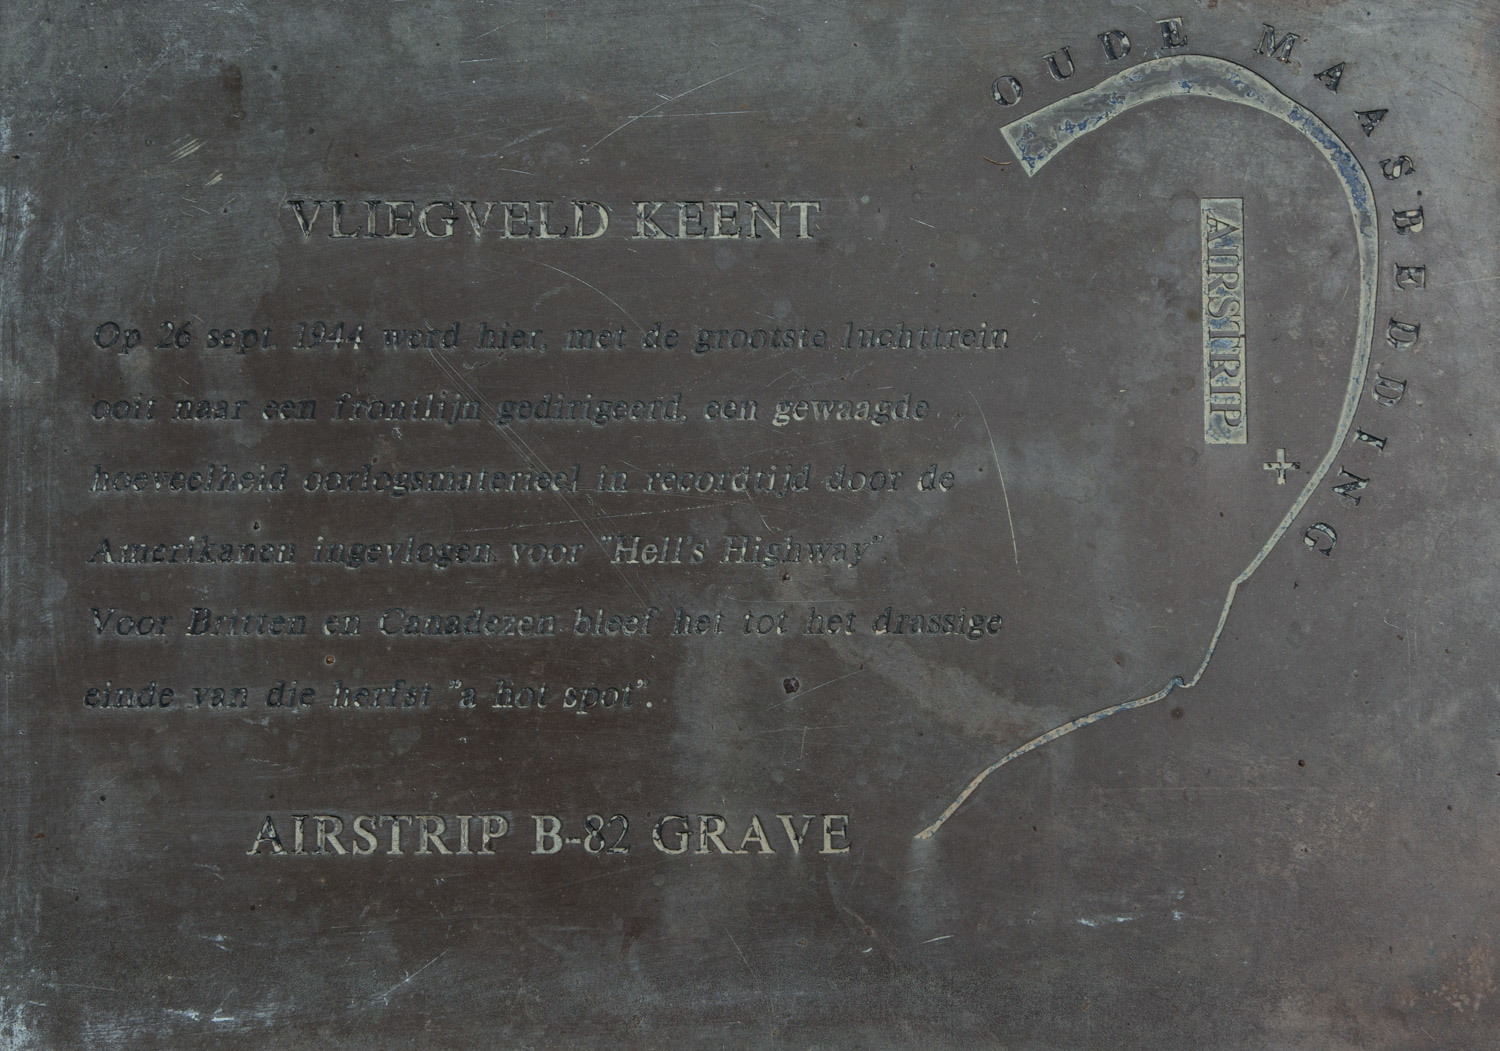 OUDE MAASBEDDING
VLIEGVELD KEENT
AIRSTRIP
Op 26 sept. 1944 werd hier, met de grootste luchttrein
ooit naar een frontlijn gedirigeerd, een gewaagde
hoeveelheid oorlogsmaterieel in recordtijd door de
Amerikanen ingevlogen voor "Hell's Highway".
Voor Britten en Canadezen bleef het tot het drassige
einde van die herfst "a hot spot".
AIRSTRIP B-82 GRAVE